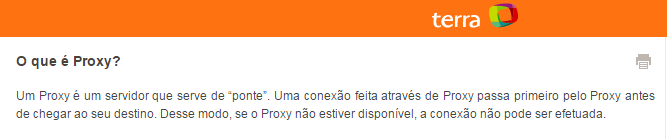 terra
O que é Proxy?
Um Proxy é um servidor que serve de “ponte”. Uma conexão feita através de Proxy passa primeiro pelo Proxy antes
de chegar ao seu destino. Desse modo, se o Proxy não estiver disponível, a conexão não pode ser efetuada.